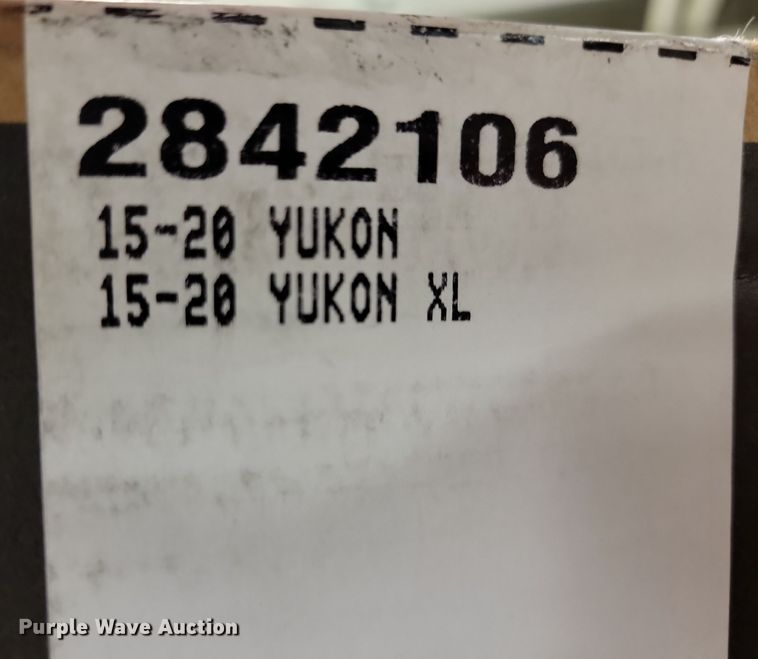 2842106
15-20 YUKON
15-20 YUKON XL
Purple Wave Auction